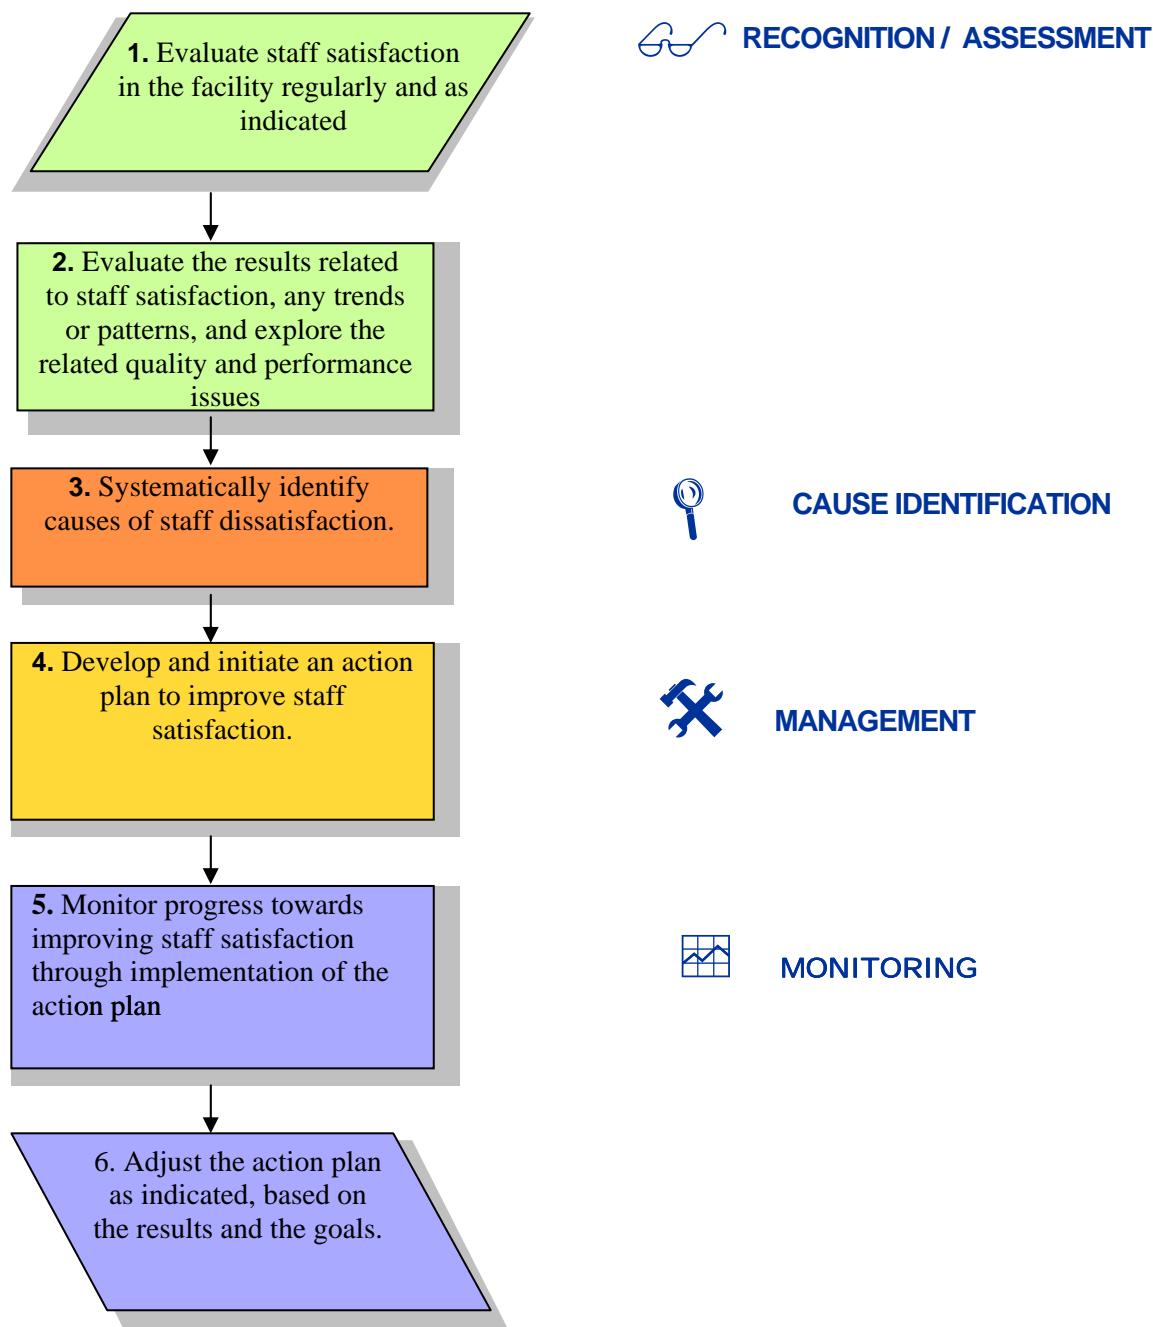 1. Evaluate staff satisfaction
in the facility regularly and as
indicated
RECOGNITION / ASSESSMENT
2. Evaluate the results related
to staff satisfaction, any trends
or patterns, and explore the
related quality and performance
issues
3. Systematically identify
causes of staff dissatisfaction.
CAUSE IDENTIFICATION
4. Develop and initiate an action
plan to improve staff
satisfaction.
MANAGEMENT
5. Monitor progress towards
improving staff satisfaction
through implementation of the
action plan
MONITORING
6. Adjust the action plan
as indicated, based on
the results and the goals.